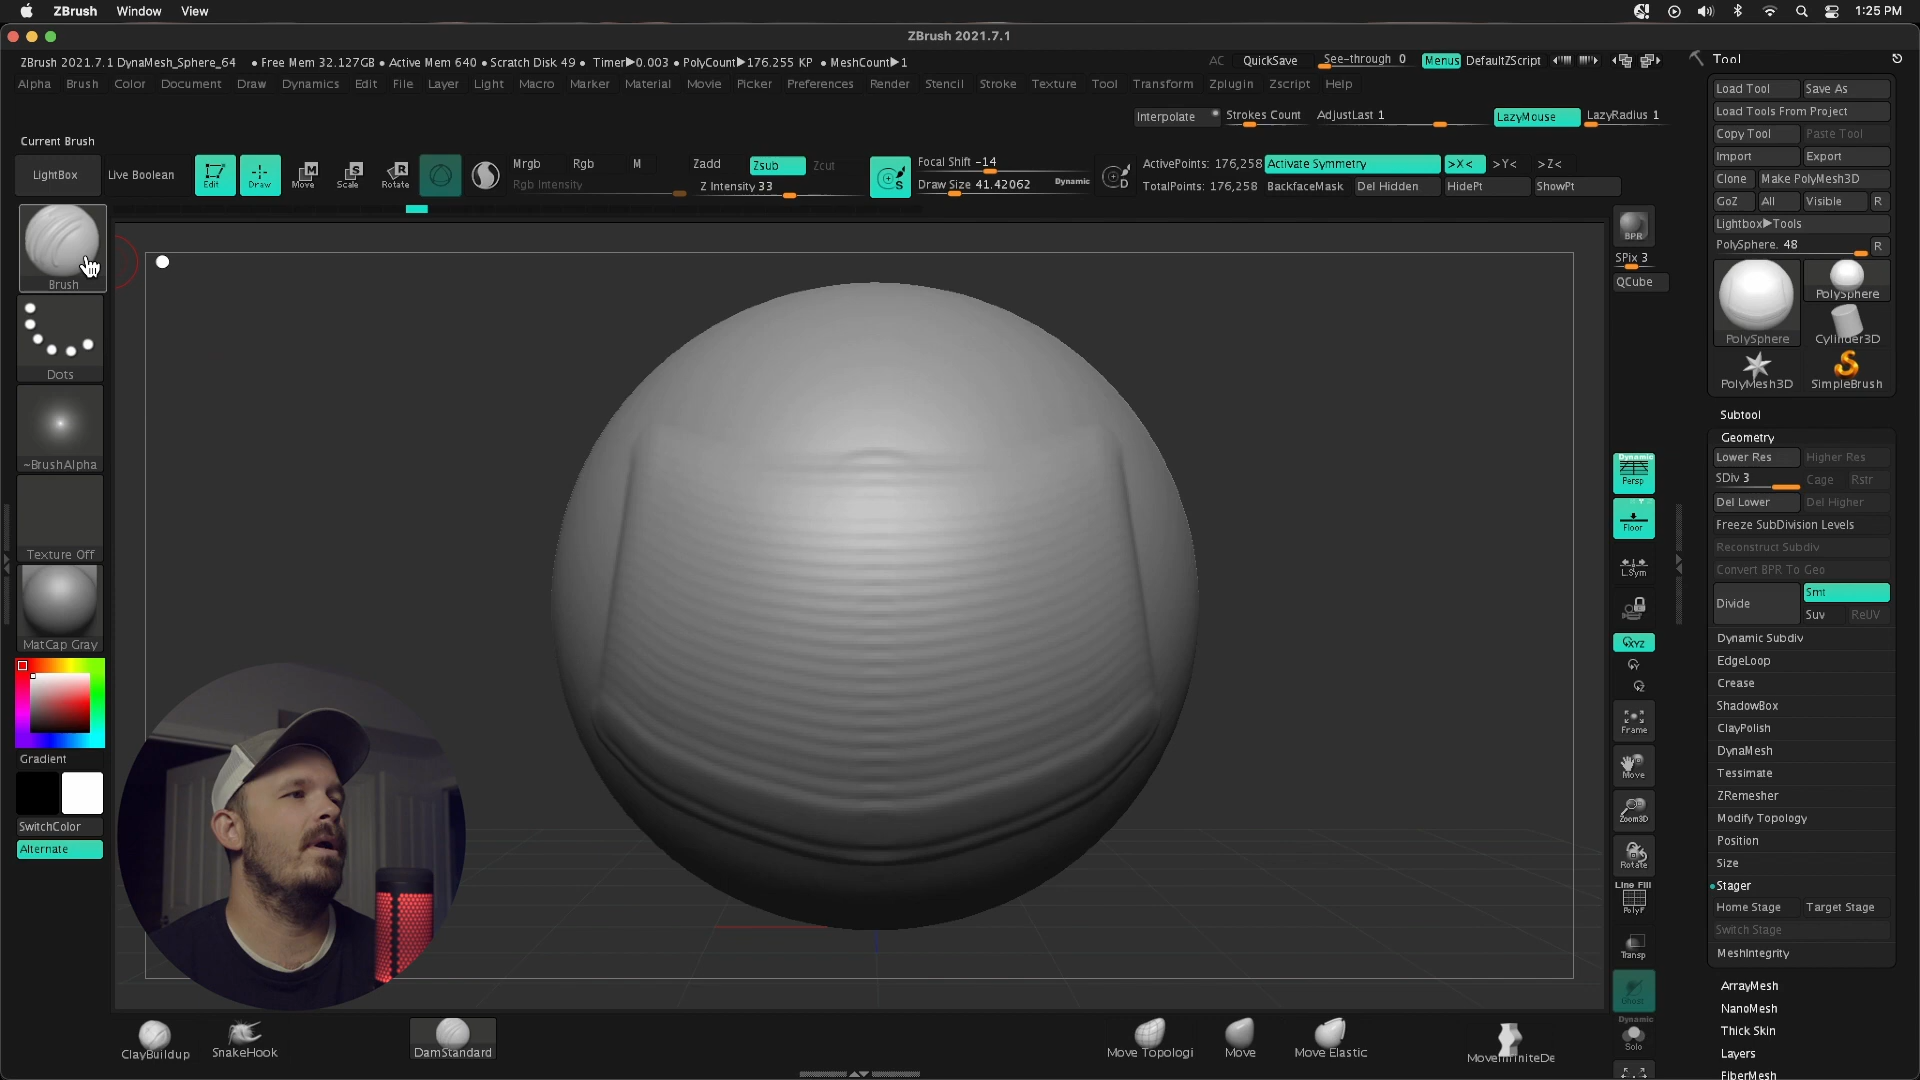 ZBrush Window View 1:25 PM
ZBrush 2021.7.1
ZBrush 2021.7.1 DynaMesh_Sphere_64 • Free Mem 32.127GB • Active Mem 640 • Scratch Disk 49 • Timer▶0.003 • PolyCount▶176.255 KP • MeshCount▶1 AC QuickSave See-through 0 Menus DefaultZScript
Alpha Brush Color Document Draw Dynamics Edit File Layer Light Macro Marker Material Movie Picker Preferences Render Stencil Stroke Texture Tool Transform Zplugin Zscript Help
Interpolate Strokes Count AdjustLast 1 LazyMouse LazyRadius 1
Current Brush
LightBox Live Boolean Edit Draw Move Scale Rotate
Mrgb Rgb M
Rgb Intensity
Zadd Zsub Zcut
Z Intensity 33
Focal Shift -14
Draw Size 41.42062 Dynamic
ActivePoints: 176,258 Activate Symmetry >X< >Y< >Z<
TotalPoints: 176,258 BackfaceMask Del Hidden HidePt ShowPt
Brush
Dots
~BrushAlpha
Texture Off
MatCap Gray
Gradient
SwitchColor
Alternate
BPR
SPix 3
QCube
Dynamic
Persp
Floor
L.Sym
XYZ
Frame
Move
Zoom3D
Rotate
Line Fill
PolyF
Transp
Ghost
Dynamic
Solo
Tool
Load Tool Save As
Load Tools From Project
Copy Tool Paste Tool
Import Export
Clone Make PolyMesh3D
GoZ All Visible R
Lightbox▶Tools
PolySphere. 48 R
PolySphere PolySphere
Cylinder3D
PolyMesh3D SimpleBrush
Subtool
Geometry
Lower Res Higher Res
SDiv 3 Cage Rstr
Del Lower Del Higher
Freeze SubDivision Levels
Reconstruct Subdiv
Convert BPR To Geo
Divide Smt
Suv ReUV
Dynamic Subdiv
EdgeLoop
Crease
ShadowBox
ClayPolish
DynaMesh
Tessimate
ZRemesher
Modify Topology
Position
Size
Stager
Home Stage Target Stage
Switch Stage
MeshIntegrity
ArrayMesh
NanoMesh
Thick Skin
Layers
FiberMesh
ClayBuildup SnakeHook DamStandard Move Topologi Move Move Elastic MoveInfiniteDe